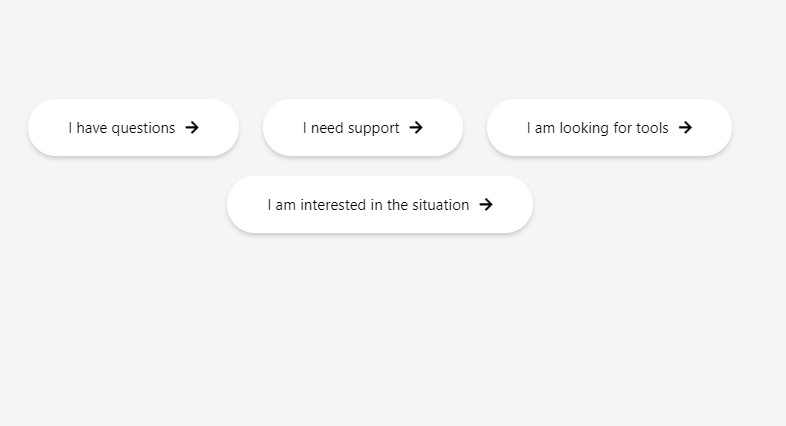 I have questions →
I need support →
I am looking for tools →
I am interested in the situation →